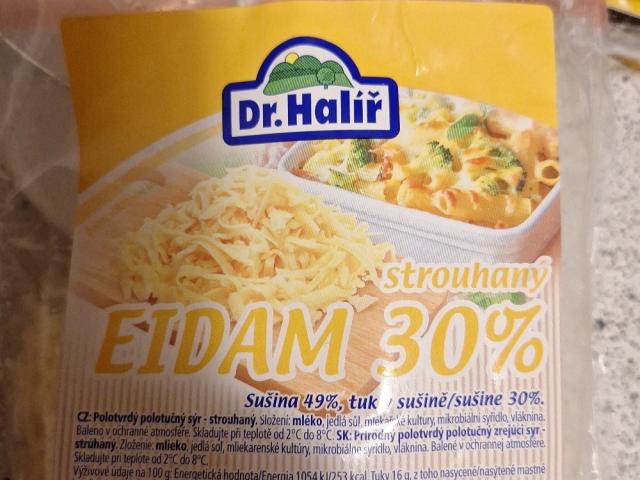 Dr. Halíř
strouhaný
EIDAM 30%
Sušina 49%, tuk v sušině/sušine 30%.
CZ: Polotvrdý polotučný sýr - strouhaný. Složení: mléko, jedlá sůl, mlékařské kultury, mikrobiální syřidlo, vláknina.
Baleno v ochranné atmosféře. Skladujte při teplotě od 2°C do 8°C. SK: Prírodný polotvrdý polotučný zrejúci syr -
strúhaný. Zloženie: mlieko, jedlá soľ, mliekarenské kultúry, mikrobiálne syridlo, vláknina. Balené v ochrannej atmosfére.
Skladujte pri teplote od 2°C do 8°C.
Výživové údaje na 100 g: Energetická hodnota/Energia 1054 kJ/253 kcal, Tuky 16 g, z toho nasycené/nasýtené mastné